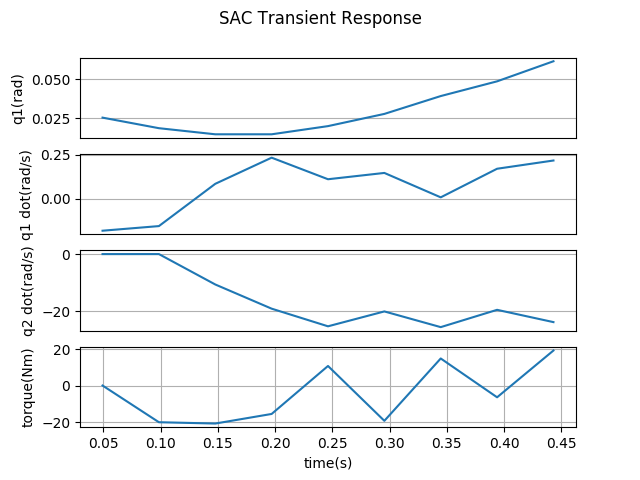 SAC Transient Response
q1(rad)
0.050
0.025
q1 dot(rad/s)
0.25
0.00
q2 dot(rad/s)
0
−20
torque(Nm)
20
0
−20
0.05 0.10 0.15 0.20 0.25 0.30 0.35 0.40 0.45
time(s)